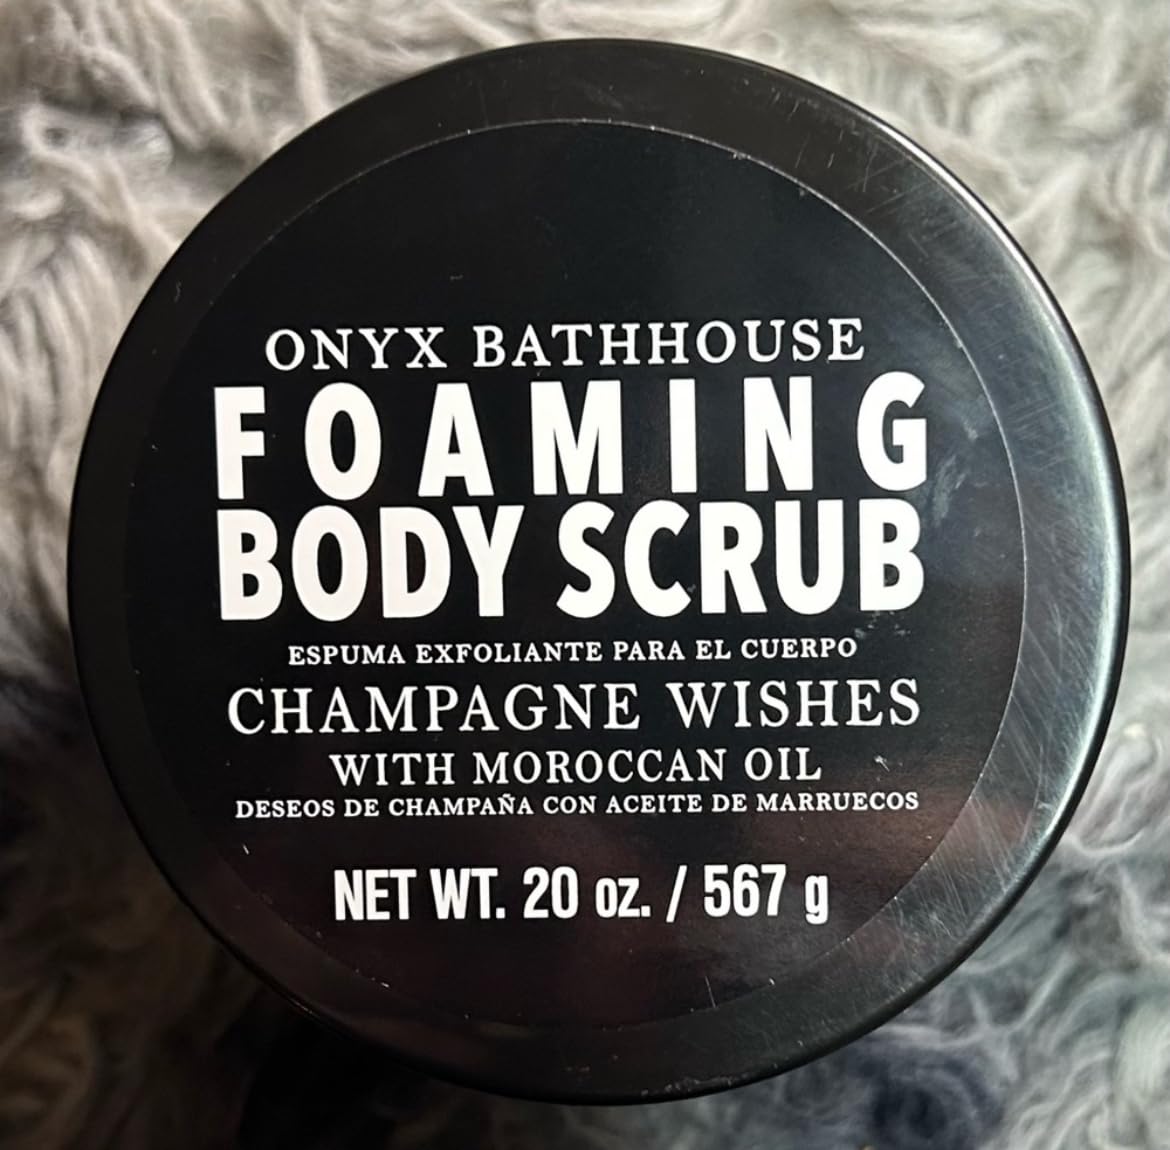 ONYX BATHHOUSE
FOAMING
BODY SCRUB
ESPUMA EXFOLIANTE PARA EL CUERPO
CHAMPAGNE WISHES
WITH MOROCCAN OIL
DESEOS DE CHAMPAÑA CON ACEITE DE MARRUECOS
NET WT. 20 oz. / 567 g